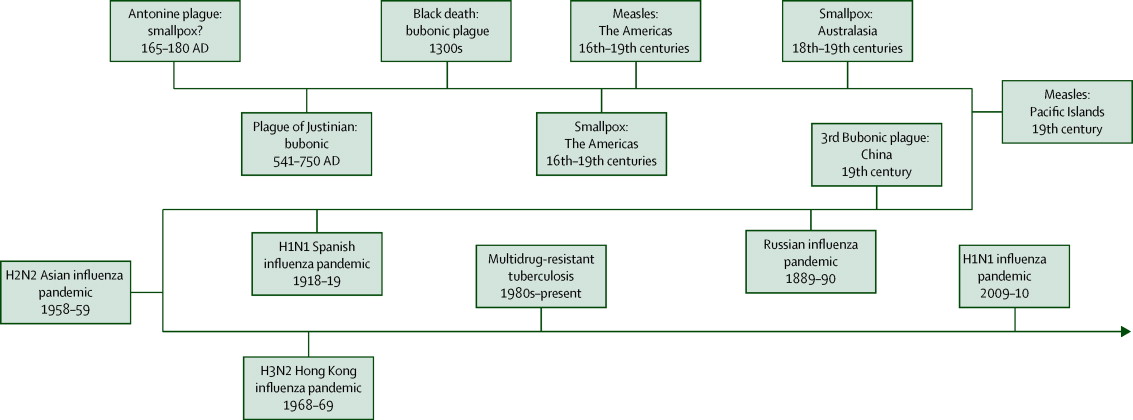 Antonine plague:
smallpox?
165–180 AD
Plague of Justinian:
bubonic
541–750 AD
Black death:
bubonic plague
1300s
Smallpox:
The Americas
16th–19th centuries
Measles:
The Americas
16th–19th centuries
Smallpox:
Australasia
18th–19th centuries
Measles:
Pacific Islands
19th century
3rd Bubonic plague:
China
19th century
Russian influenza
pandemic
1889–90
H1N1 Spanish
influenza pandemic
1918–19
H2N2 Asian influenza
pandemic
1958–59
H3N2 Hong Kong
influenza pandemic
1968–69
Multidrug-resistant
tuberculosis
1980s–present
H1N1 influenza
pandemic
2009–10